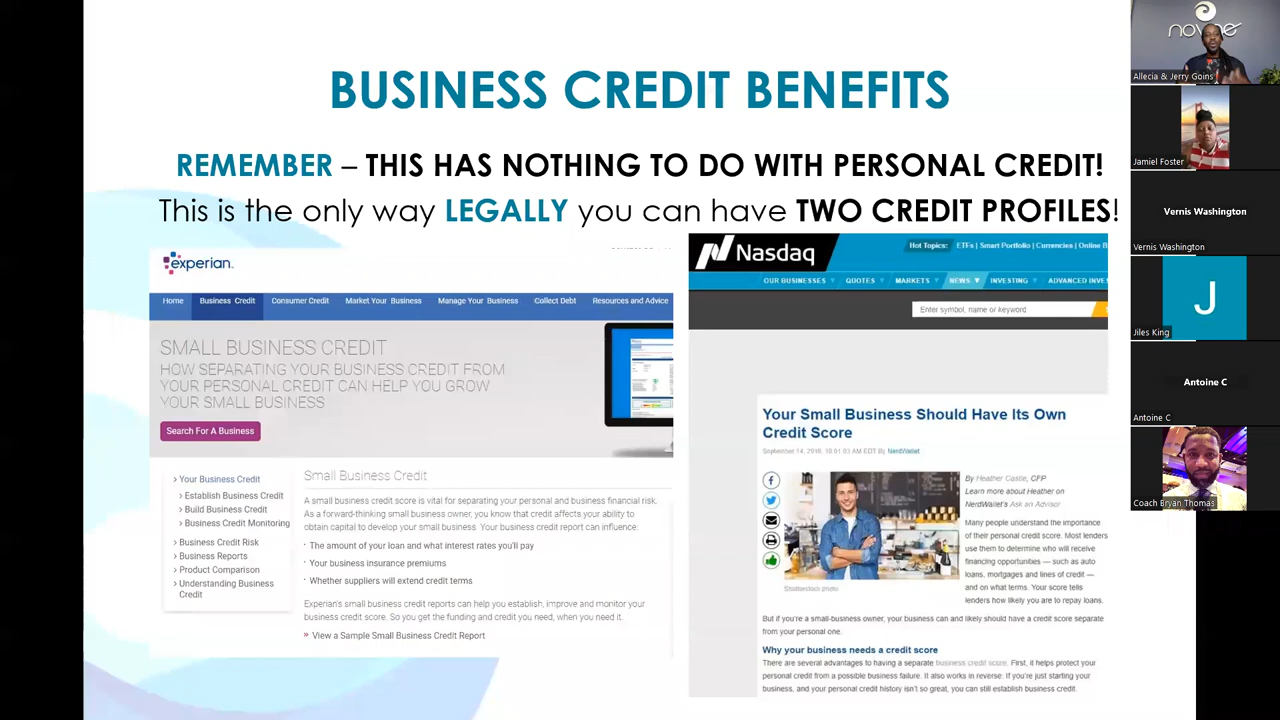 BUSINESS CREDIT BENEFITS
REMEMBER – THIS HAS NOTHING TO DO WITH PERSONAL CREDIT!
This is the only way LEGALLY you can have TWO CREDIT PROFILES!
experian.
Home Business Credit Consumer Credit Market Your Business Manage Your Business Collect Debt Resources and Advice
SMALL BUSINESS CREDIT
HOW SEPARATING YOUR BUSINESS CREDIT FROM
YOUR PERSONAL CREDIT CAN HELP YOU GROW
YOUR SMALL BUSINESS
Search For A Business
> Your Business Credit
> Establish Business Credit
> Build Business Credit
> Business Credit Monitoring
> Business Credit Risk
> Business Reports
> Product Comparison
> Understanding Business
Credit
Small Business Credit
A small business credit score is vital for separating your personal and business financial risk.
As a forward-thinking small business owner, you know that credit affects your ability to
obtain capital to develop your small business. Your business credit report can influence:
· The amount of your loan and what interest rates you'll pay
· Your business insurance premiums
· Whether suppliers will extend credit terms
Experian's small business credit reports can help you establish, improve and monitor your
business credit score. So you get the funding and credit you need, when you need it.
» View a Sample Small Business Credit Report
Nasdaq
Hot Topics: ETFs | Smart Portfolio | Currencies | Online B
OUR BUSINESSES QUOTES MARKETS NEWS INVESTING ADVANCED INVES
Enter symbol, name or keyword
Your Small Business Should Have Its Own
Credit Score
September 14, 2016, 10:01:03 AM EDT By NerdWallet
Shutterstock photo
By Heather Castle, CFP
Learn more about Heather on
NerdWallet's Ask an Advisor
Many people understand the importance
of their personal credit score. Most lenders
use them to determine who will receive
financing opportunities — such as auto
loans, mortgages and lines of credit —
and on what terms. Your score tells
lenders how likely you are to repay loans.
But if you're a small-business owner, your business can and likely should have a credit score separate
from your personal one.
Why your business needs a credit score
There are several advantages to having a separate business credit score. First, it helps protect your
personal credit from a possible business failure. It also works in reverse: If you're just starting your
business, and your personal credit history isn't so great, you can still establish business credit.
Allecia & Jerry Goins
Jamiel Foster
Vernis Washington
Vernis Washington
J
Jiles King
Antoine C
Antoine C
Coach Bryan Thomas